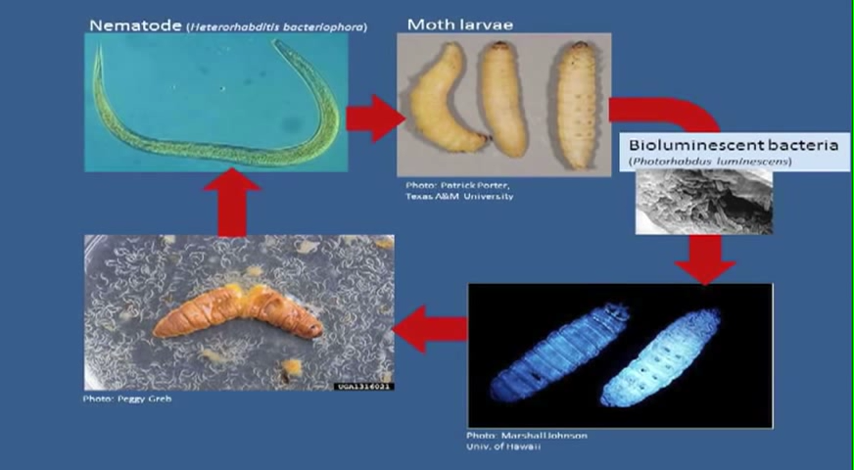 Nematode (Heterorhabditis bacteriophora)
Moth larvae
Photo: Patrick Porter,
Texas A&M University
Bioluminescent bacteria
(Photorhabdus luminescens)
UGA1316021
Photo: Peggy Greb
Photo: Marshall Johnson
Univ. of Hawaii